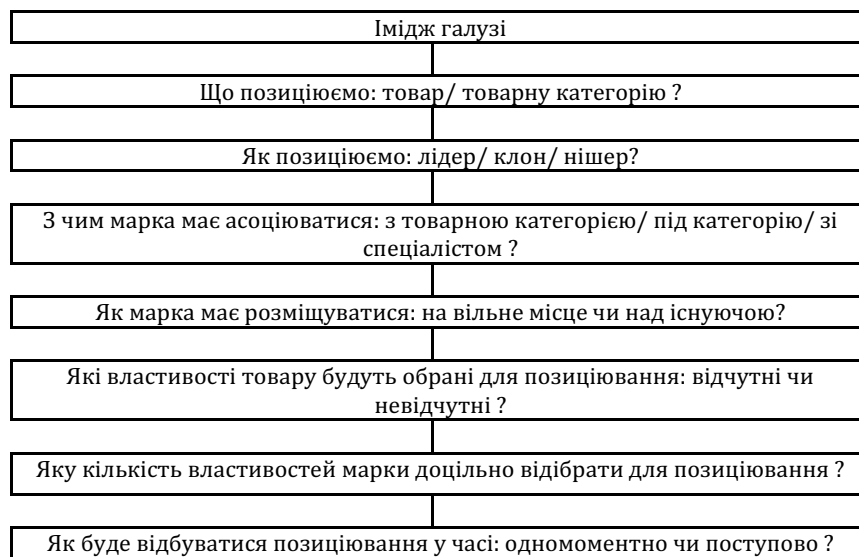 Імідж галузі
Що позиціюємо: товар/ товарну категорію ?
Як позиціюємо: лідер/ клон/ нішер?
З чим марка має асоціюватися: з товарною категорією/ під категорію/ зі
спеціалістом ?
Як марка має розміщуватися: на вільне місце чи над існуючою?
Які властивості товару будуть обрані для позиціювання: відчутні чи
невідчутні ?
Яку кількість властивостей марки доцільно відібрати для позиціювання ?
Як буде відбуватися позиціювання у часі: одномоментно чи поступово ?